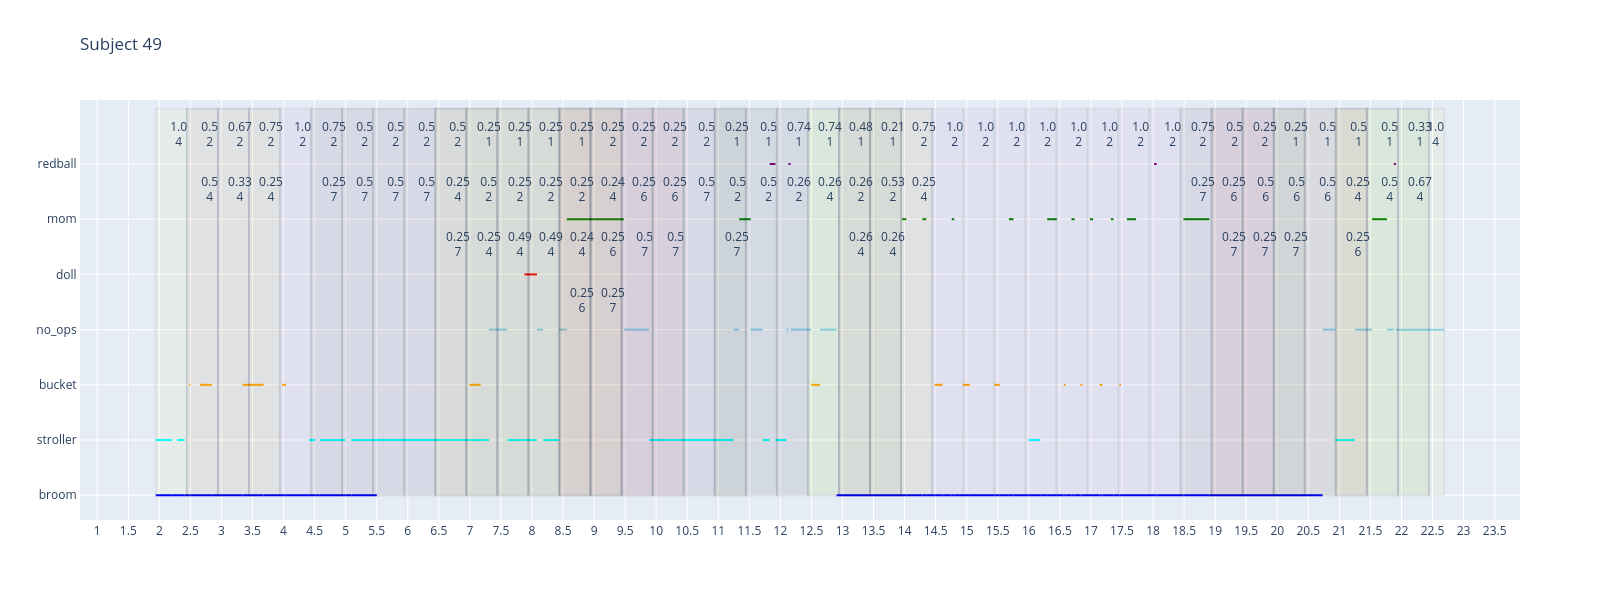 Subject 49
1.0 0.5 0.67 0.75 1.0 0.75 0.5 0.5 0.5 0.5 0.25 0.25 0.25 0.25 0.25 0.25 0.25 0.5 0.25 0.5 0.74 0.74 0.48 0.21 0.75 1.0 1.0 1.0 1.0 1.0 1.0 1.0 1.0 0.75 0.5 0.25 0.25 0.5 0.5 0.5 0.33 1.0
4 2 2 2 2 2 2 2 2 2 1 1 1 1 2 2 2 2 1 1 1 1 1 1 2 2 2 2 2 2 2 2 2 2 2 2 1 1 1 1 1 4
redball
0.5 0.33 0.25 0.25 0.5 0.5 0.5 0.25 0.5 0.25 0.25 0.25 0.24 0.25 0.25 0.5 0.5 0.5 0.26 0.26 0.26 0.53 0.25 0.25 0.25 0.5 0.5 0.5 0.25 0.5 0.67
4 4 4 7 7 7 7 4 2 2 2 2 4 6 6 7 2 2 2 4 2 2 4 7 6 6 6 6 4 4 4
mom
0.25 0.25 0.49 0.49 0.24 0.25 0.5 0.5 0.25 0.26 0.26 0.25 0.25 0.25 0.25
7 4 4 4 4 6 7 7 7 4 4 7 7 7 6
doll
0.25 0.25
6 7
no_ops
bucket
stroller
broom
1 1.5 2 2.5 3 3.5 4 4.5 5 5.5 6 6.5 7 7.5 8 8.5 9 9.5 10 10.5 11 11.5 12 12.5 13 13.5 14 14.5 15 15.5 16 16.5 17 17.5 18 18.5 19 19.5 20 20.5 21 21.5 22 22.5 23 23.5